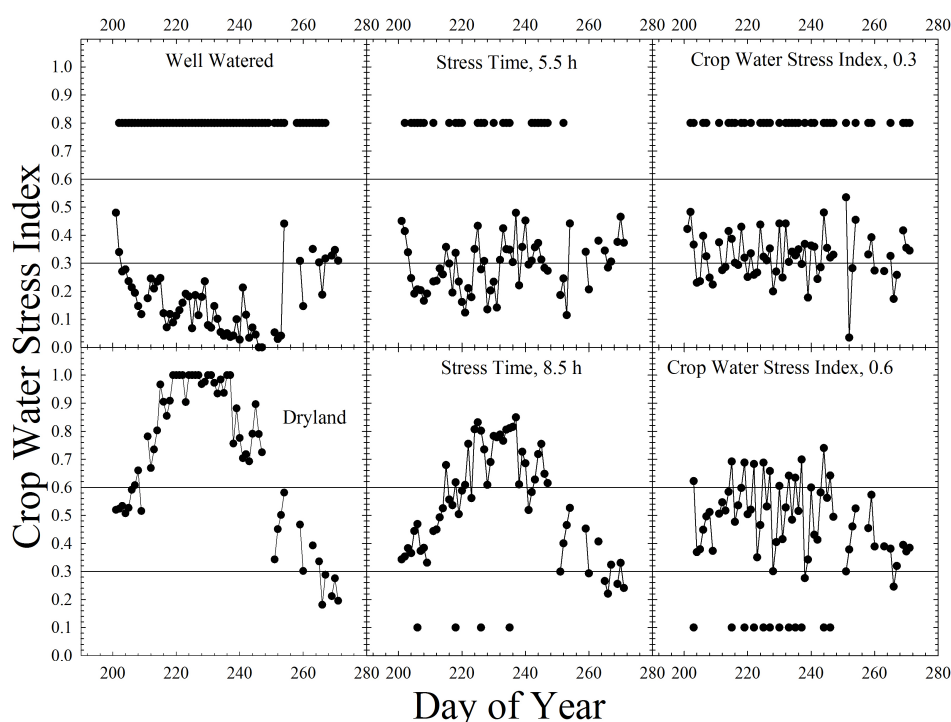 200 220 240 260 200 220 240 260 200 220 240 260 280
Well Watered
Stress Time, 5.5 h
Crop Water Stress Index, 0.3
1.0
0.9
0.8
0.7
0.6
0.5
0.4
0.3
0.2
0.1
0.0
Crop Water Stress Index
Dryland
Stress Time, 8.5 h
Crop Water Stress Index, 0.6
1.0
0.9
0.8
0.7
0.6
0.5
0.4
0.3
0.2
0.1
0.0
200 220 240 260 280 200 220 240 260 280 200 220 240 260 280
Day of Year